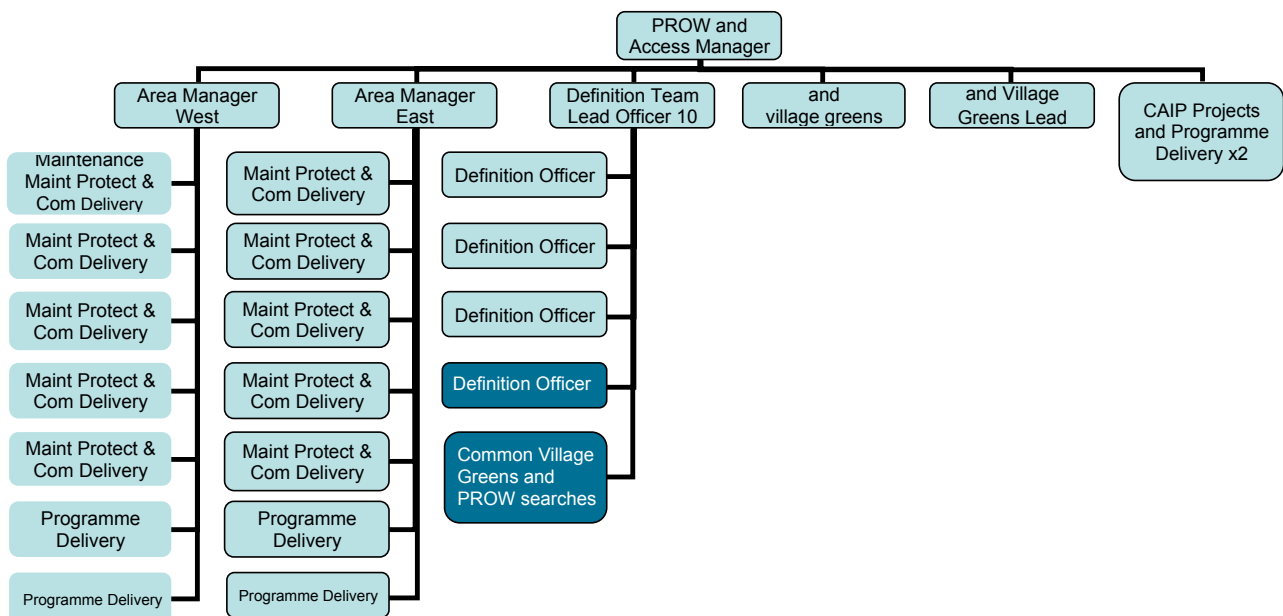 PROW and
Access Manager
Area Manager
West
Area Manager
East
Definition Team
Lead Officer 10
and
village greens
and Village
Greens Lead
CAIP Projects
and Programme
Delivery x2
Maintenance
Maint Protect &
Com Delivery
Maint Protect &
Com Delivery
Maint Protect &
Com Delivery
Maint Protect &
Com Delivery
Maint Protect &
Com Delivery
Programme
Delivery
Programme Delivery
Maint Protect &
Com Delivery
Maint Protect &
Com Delivery
Maint Protect &
Com Delivery
Maint Protect &
Com Delivery
Maint Protect &
Com Delivery
Programme
Delivery
Programme Delivery
Definition Officer
Definition Officer
Definition Officer
Definition Officer
Common Village
Greens and
PROW searches